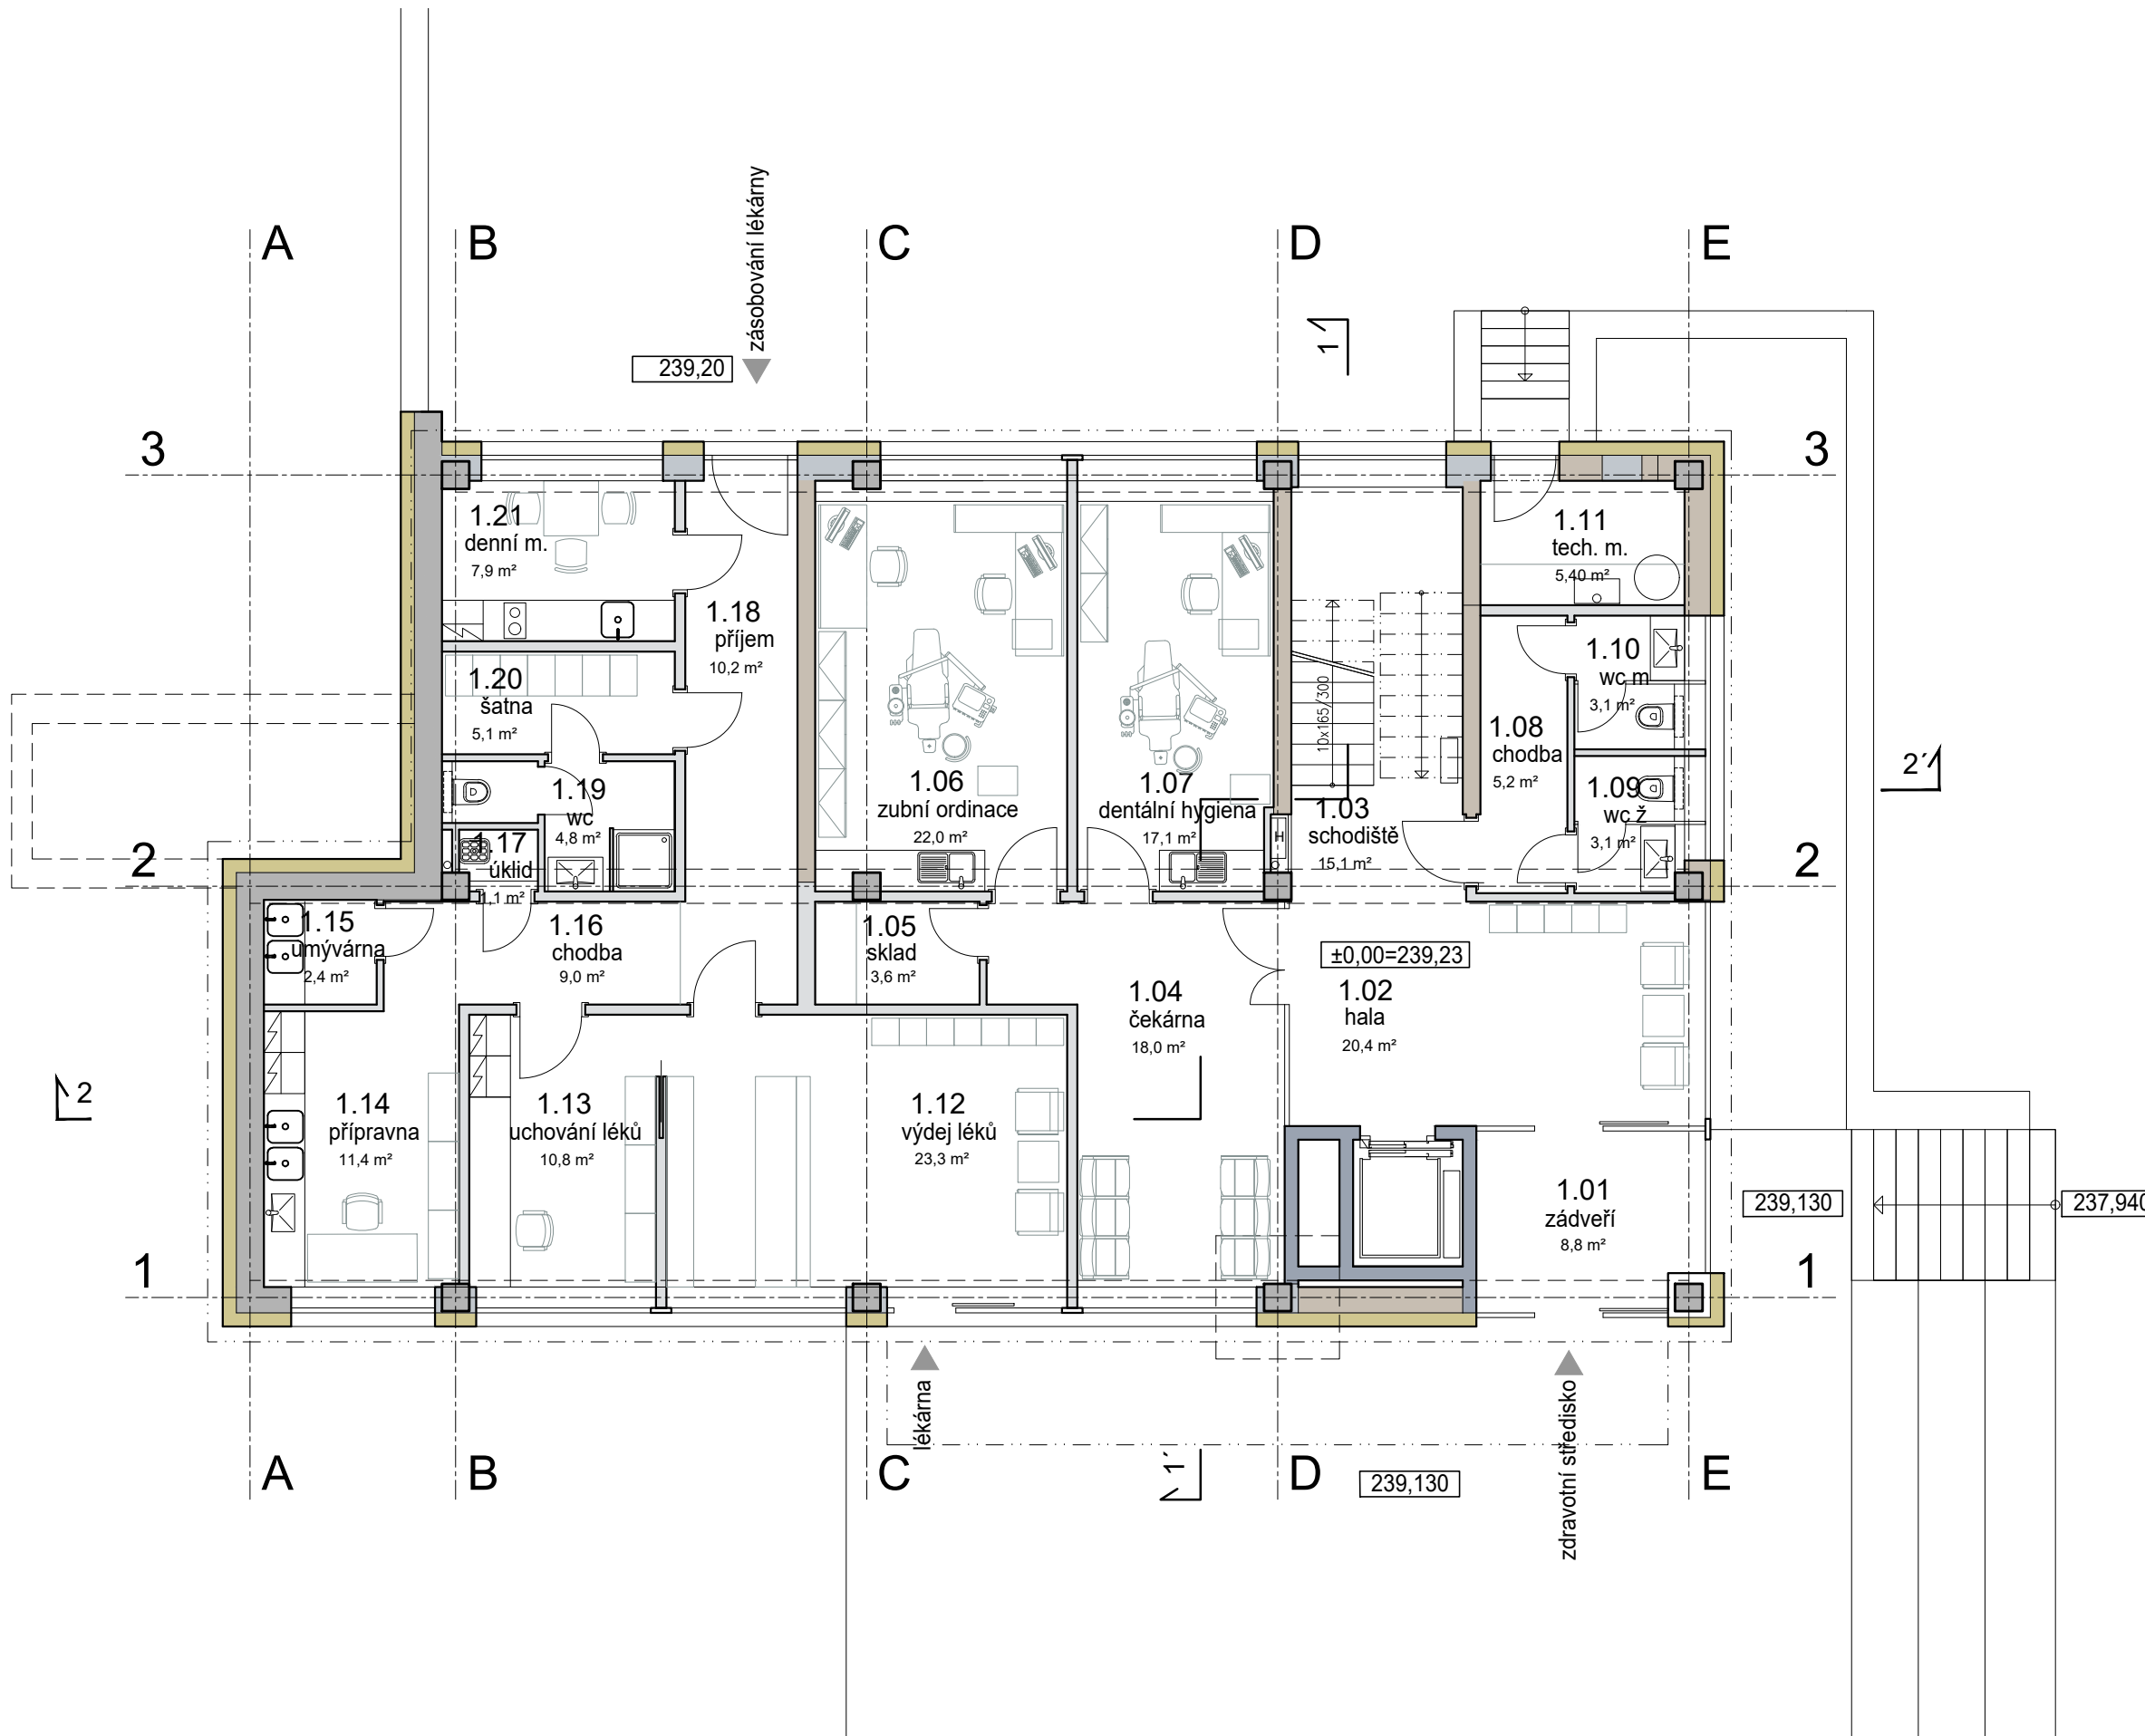 zásobování lékárny
A
B
C
D
E
239,20
1´
3
3
1.21
denní m.
7,9 m²
1.18
příjem
10,2 m²
1.11
tech. m.
5,40 m²
1.20
šatna
5,1 m²
10x165/300
1.10
wc m
3,1 m²
1.08
chodba
5,2 m²
2´
1.19
wc
4,8 m²
1.06
zubní ordinace
22,0 m²
1.07
dentální hygiena
17,1 m²
H
1.03
schodiště
15,1 m²
1.09
wc ž
3,1 m²
1.17
úklid
1,1 m²
2
2
1.15
umývárna
2,4 m²
1.16
chodba
9,0 m²
1.05
sklad
3,6 m²
±0,00=239,23
1.04
čekárna
18,0 m²
1.02
hala
20,4 m²
2
1.14
přípravna
11,4 m²
1.13
uchování léků
10,8 m²
1.12
výdej léků
23,3 m²
1.01
zádveří
8,8 m²
239,130
237,940
1
1
lékárna
zdravotní středisko
A
B
C
1´
D
E
239,130